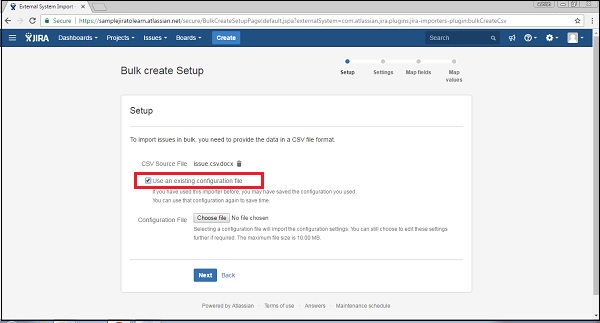 External System Import
Secure https://samplejiratolearn.atlassian.net/secure/BulkCreateSetupPage!default.jspa?externalSystem=com.atlassian.jira.plugins.jira-importers-plugin:bulkCreateCsv
JIRA Dashboards Projects Issues Boards Create Search
Bulk create Setup
Setup Settings Map fields Map values
Setup
To import issues in bulk, you need to provide the data in a CSV file format.
CSV Source File issue.csv.docx
Use an existing configuration file
If you have used this importer before, you may have saved the configuration you used.
You can use that configuration again to save time.
Configuration File Choose file No file chosen
Selecting a configuration file will import the configuration settings. You can still choose to edit these settings
further if required. The maximum file size is 10.00 MB.
Next Back
Powered by Atlassian · Terms of use · Answers · Maintenance schedule